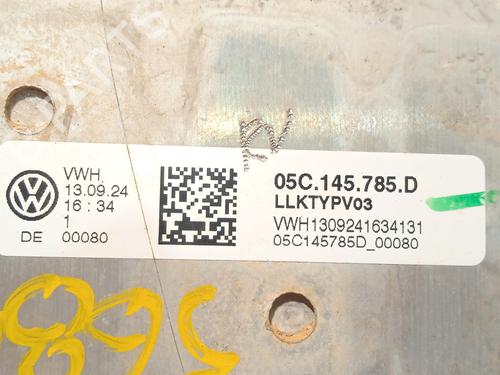 VWH
13.09.24
16:34
1
DE 00080
05C.145.785.D
LLKTYPV03
VWH1309241634131
05C145785D_00080